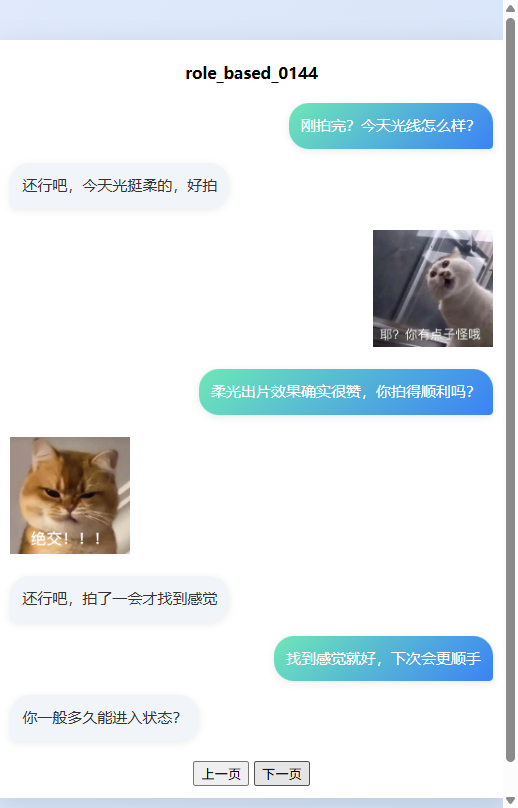 role_based_0144
刚拍完？今天光线怎么样？
还行吧，今天光挺柔的，好拍
耶？你有点子怪哦
柔光出片效果确实很赞，你拍得顺利吗？
绝交！！！
还行吧，拍了一会才找到感觉
找到感觉就好，下次会更顺手
你一般多久能进入状态？
上一页 下一页